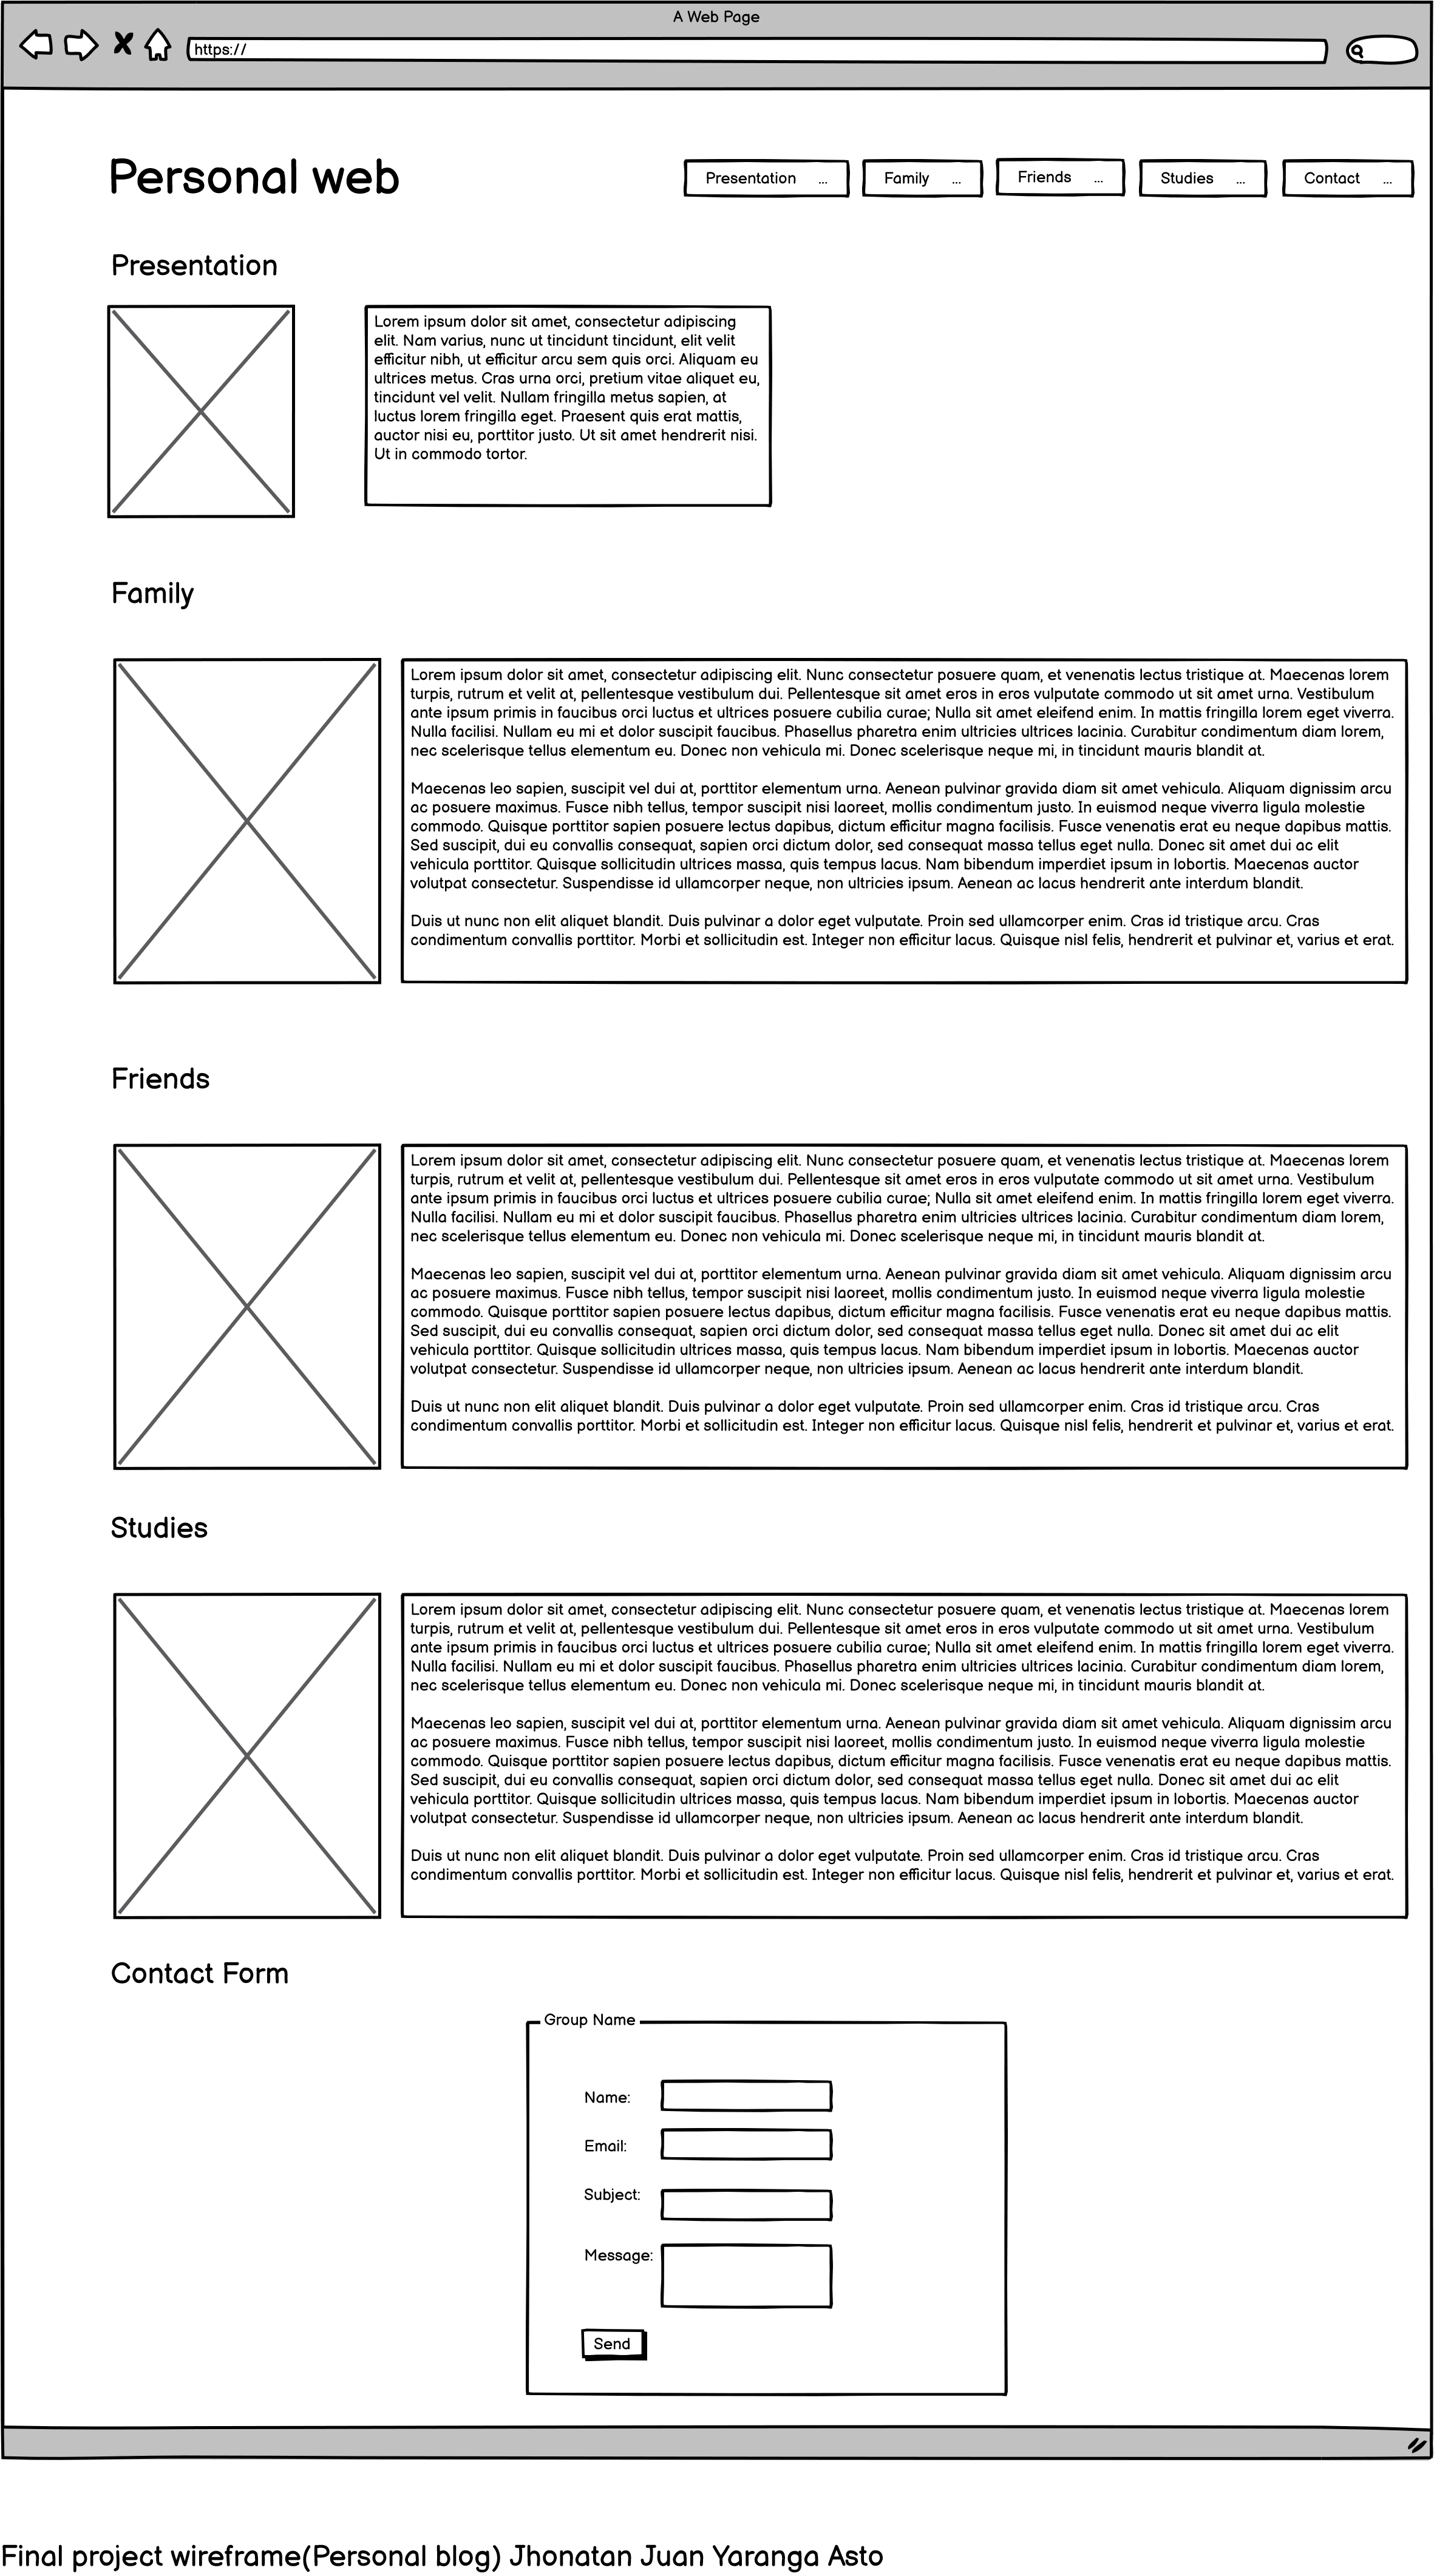 A Web Page
https://
Personal web
Presentation ...
Family ...
Friends ...
Studies ...
Contact ...
Presentation
Lorem ipsum dolor sit amet, consectetur adipiscing
elit. Nam varius, nunc ut tincidunt tincidunt, elit velit
efficitur nibh, ut efficitur arcu sem quis orci. Aliquam eu
ultrices metus. Cras urna orci, pretium vitae aliquet eu,
tincidunt vel velit. Nullam fringilla metus sapien, at
luctus lorem fringilla eget. Praesent quis erat mattis,
auctor nisi eu, porttitor justo. Ut sit amet hendrerit nisi.
Ut in commodo tortor.
Family
Lorem ipsum dolor sit amet, consectetur adipiscing elit. Nunc consectetur posuere quam, et venenatis lectus tristique at. Maecenas lorem
turpis, rutrum et velit at, pellentesque vestibulum dui. Pellentesque sit amet eros in eros vulputate commodo ut sit amet urna. Vestibulum
ante ipsum primis in faucibus orci luctus et ultrices posuere cubilia curae; Nulla sit amet eleifend enim. In mattis fringilla lorem eget viverra.
Nulla facilisi. Nullam eu mi et dolor suscipit faucibus. Phasellus pharetra enim ultricies ultrices lacinia. Curabitur condimentum diam lorem,
nec scelerisque tellus elementum eu. Donec non vehicula mi. Donec scelerisque neque mi, in tincidunt mauris blandit at.
Maecenas leo sapien, suscipit vel dui at, porttitor elementum urna. Aenean pulvinar gravida diam sit amet vehicula. Aliquam dignissim arcu
ac posuere maximus. Fusce nibh tellus, tempor suscipit nisi laoreet, mollis condimentum justo. In euismod neque viverra ligula molestie
commodo. Quisque porttitor sapien posuere lectus dapibus, dictum efficitur magna facilisis. Fusce venenatis erat eu neque dapibus mattis.
Sed suscipit, dui eu convallis consequat, sapien orci dictum dolor, sed consequat massa tellus eget nulla. Donec sit amet dui ac elit
vehicula porttitor. Quisque sollicitudin ultrices massa, quis tempus lacus. Nam bibendum imperdiet ipsum in lobortis. Maecenas auctor
volutpat consectetur. Suspendisse id ullamcorper neque, non ultricies ipsum. Aenean ac lacus hendrerit ante interdum blandit.
Duis ut nunc non elit aliquet blandit. Duis pulvinar a dolor eget vulputate. Proin sed ullamcorper enim. Cras id tristique arcu. Cras
condimentum convallis porttitor. Morbi et sollicitudin est. Integer non efficitur lacus. Quisque nisl felis, hendrerit et pulvinar et, varius et erat.
Friends
Lorem ipsum dolor sit amet, consectetur adipiscing elit. Nunc consectetur posuere quam, et venenatis lectus tristique at. Maecenas lorem
turpis, rutrum et velit at, pellentesque vestibulum dui. Pellentesque sit amet eros in eros vulputate commodo ut sit amet urna. Vestibulum
ante ipsum primis in faucibus orci luctus et ultrices posuere cubilia curae; Nulla sit amet eleifend enim. In mattis fringilla lorem eget viverra.
Nulla facilisi. Nullam eu mi et dolor suscipit faucibus. Phasellus pharetra enim ultricies ultrices lacinia. Curabitur condimentum diam lorem,
nec scelerisque tellus elementum eu. Donec non vehicula mi. Donec scelerisque neque mi, in tincidunt mauris blandit at.
Maecenas leo sapien, suscipit vel dui at, porttitor elementum urna. Aenean pulvinar gravida diam sit amet vehicula. Aliquam dignissim arcu
ac posuere maximus. Fusce nibh tellus, tempor suscipit nisi laoreet, mollis condimentum justo. In euismod neque viverra ligula molestie
commodo. Quisque porttitor sapien posuere lectus dapibus, dictum efficitur magna facilisis. Fusce venenatis erat eu neque dapibus mattis.
Sed suscipit, dui eu convallis consequat, sapien orci dictum dolor, sed consequat massa tellus eget nulla. Donec sit amet dui ac elit
vehicula porttitor. Quisque sollicitudin ultrices massa, quis tempus lacus. Nam bibendum imperdiet ipsum in lobortis. Maecenas auctor
volutpat consectetur. Suspendisse id ullamcorper neque, non ultricies ipsum. Aenean ac lacus hendrerit ante interdum blandit.
Duis ut nunc non elit aliquet blandit. Duis pulvinar a dolor eget vulputate. Proin sed ullamcorper enim. Cras id tristique arcu. Cras
condimentum convallis porttitor. Morbi et sollicitudin est. Integer non efficitur lacus. Quisque nisl felis, hendrerit et pulvinar et, varius et erat.
Studies
Lorem ipsum dolor sit amet, consectetur adipiscing elit. Nunc consectetur posuere quam, et venenatis lectus tristique at. Maecenas lorem
turpis, rutrum et velit at, pellentesque vestibulum dui. Pellentesque sit amet eros in eros vulputate commodo ut sit amet urna. Vestibulum
ante ipsum primis in faucibus orci luctus et ultrices posuere cubilia curae; Nulla sit amet eleifend enim. In mattis fringilla lorem eget viverra.
Nulla facilisi. Nullam eu mi et dolor suscipit faucibus. Phasellus pharetra enim ultricies ultrices lacinia. Curabitur condimentum diam lorem,
nec scelerisque tellus elementum eu. Donec non vehicula mi. Donec scelerisque neque mi, in tincidunt mauris blandit at.
Maecenas leo sapien, suscipit vel dui at, porttitor elementum urna. Aenean pulvinar gravida diam sit amet vehicula. Aliquam dignissim arcu
ac posuere maximus. Fusce nibh tellus, tempor suscipit nisi laoreet, mollis condimentum justo. In euismod neque viverra ligula molestie
commodo. Quisque porttitor sapien posuere lectus dapibus, dictum efficitur magna facilisis. Fusce venenatis erat eu neque dapibus mattis.
Sed suscipit, dui eu convallis consequat, sapien orci dictum dolor, sed consequat massa tellus eget nulla. Donec sit amet dui ac elit
vehicula porttitor. Quisque sollicitudin ultrices massa, quis tempus lacus. Nam bibendum imperdiet ipsum in lobortis. Maecenas auctor
volutpat consectetur. Suspendisse id ullamcorper neque, non ultricies ipsum. Aenean ac lacus hendrerit ante interdum blandit.
Duis ut nunc non elit aliquet blandit. Duis pulvinar a dolor eget vulputate. Proin sed ullamcorper enim. Cras id tristique arcu. Cras
condimentum convallis porttitor. Morbi et sollicitudin est. Integer non efficitur lacus. Quisque nisl felis, hendrerit et pulvinar et, varius et erat.
Contact Form
Group Name
Name:
Email:
Subject:
Message:
Send
Final project wireframe(Personal blog) Jhonatan Juan Yaranga Asto